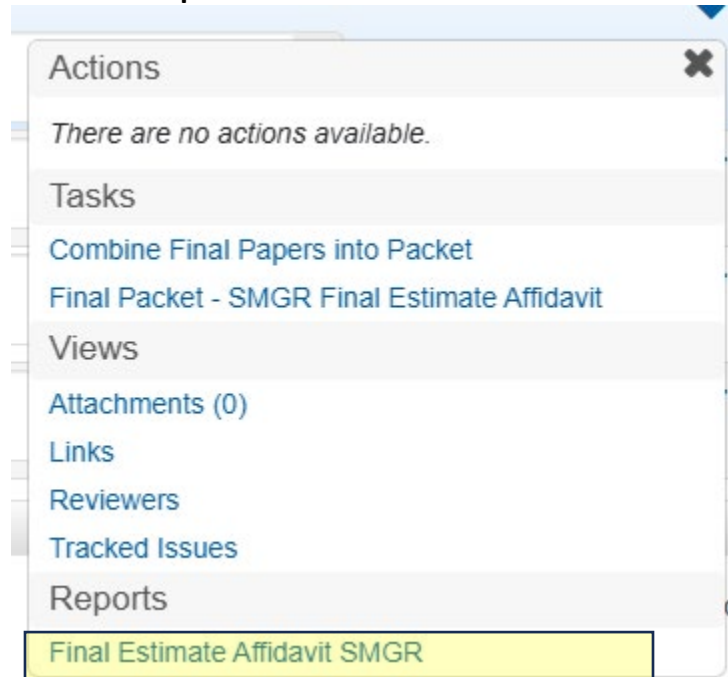 Actions
There are no actions available.
Tasks
Combine Final Papers into Packet
Final Packet - SMGR Final Estimate Affidavit
Views
Attachments (0)
Links
Reviewers
Tracked Issues
Reports
Final Estimate Affidavit SMGR